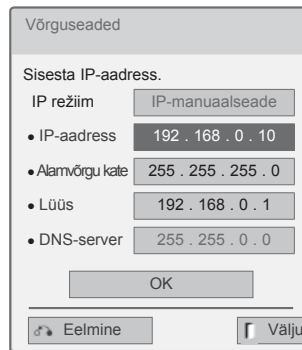 Võrguseaded
Sisesta IP-aadress.
IP režiim IP-manuaalseade
• IP-aadress 192 . 168 . 0 . 10
• Alamvõrgu kate 255 . 255 . 255 . 0
• Lüüs 192 . 168 . 0 . 1
• DNS-server 255 . 255 . 0 . 0
OK
Eelmine Välju